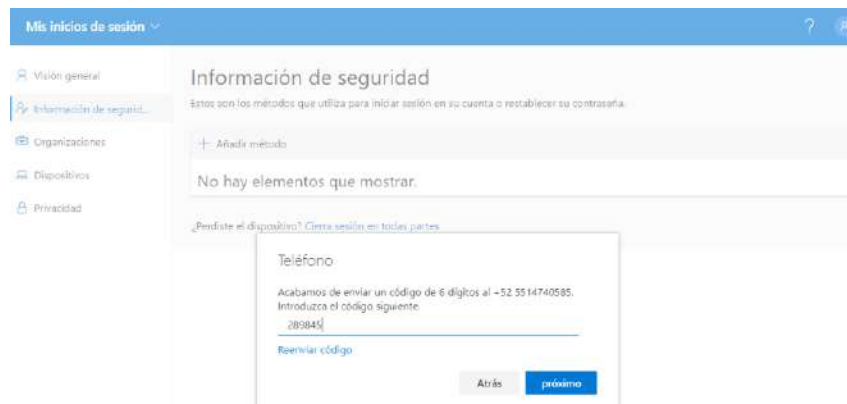 Mis inicios de sesión
?
Visión general
Información de segurid...
Organizaciones
Dispositivos
Privacidad
Información de seguridad
Estos son los métodos que utiliza para iniciar sesión en su cuenta o restablecer su contraseña.
+ Añadir método
No hay elementos que mostrar.
¿Perdiste el dispositivo? Cierra sesión en todas partes
Teléfono
Acabamos de enviar un código de 6 dígitos al +52 5514740585.
Introduzca el código siguiente
289845
Reenviar código
Atrás
próximo